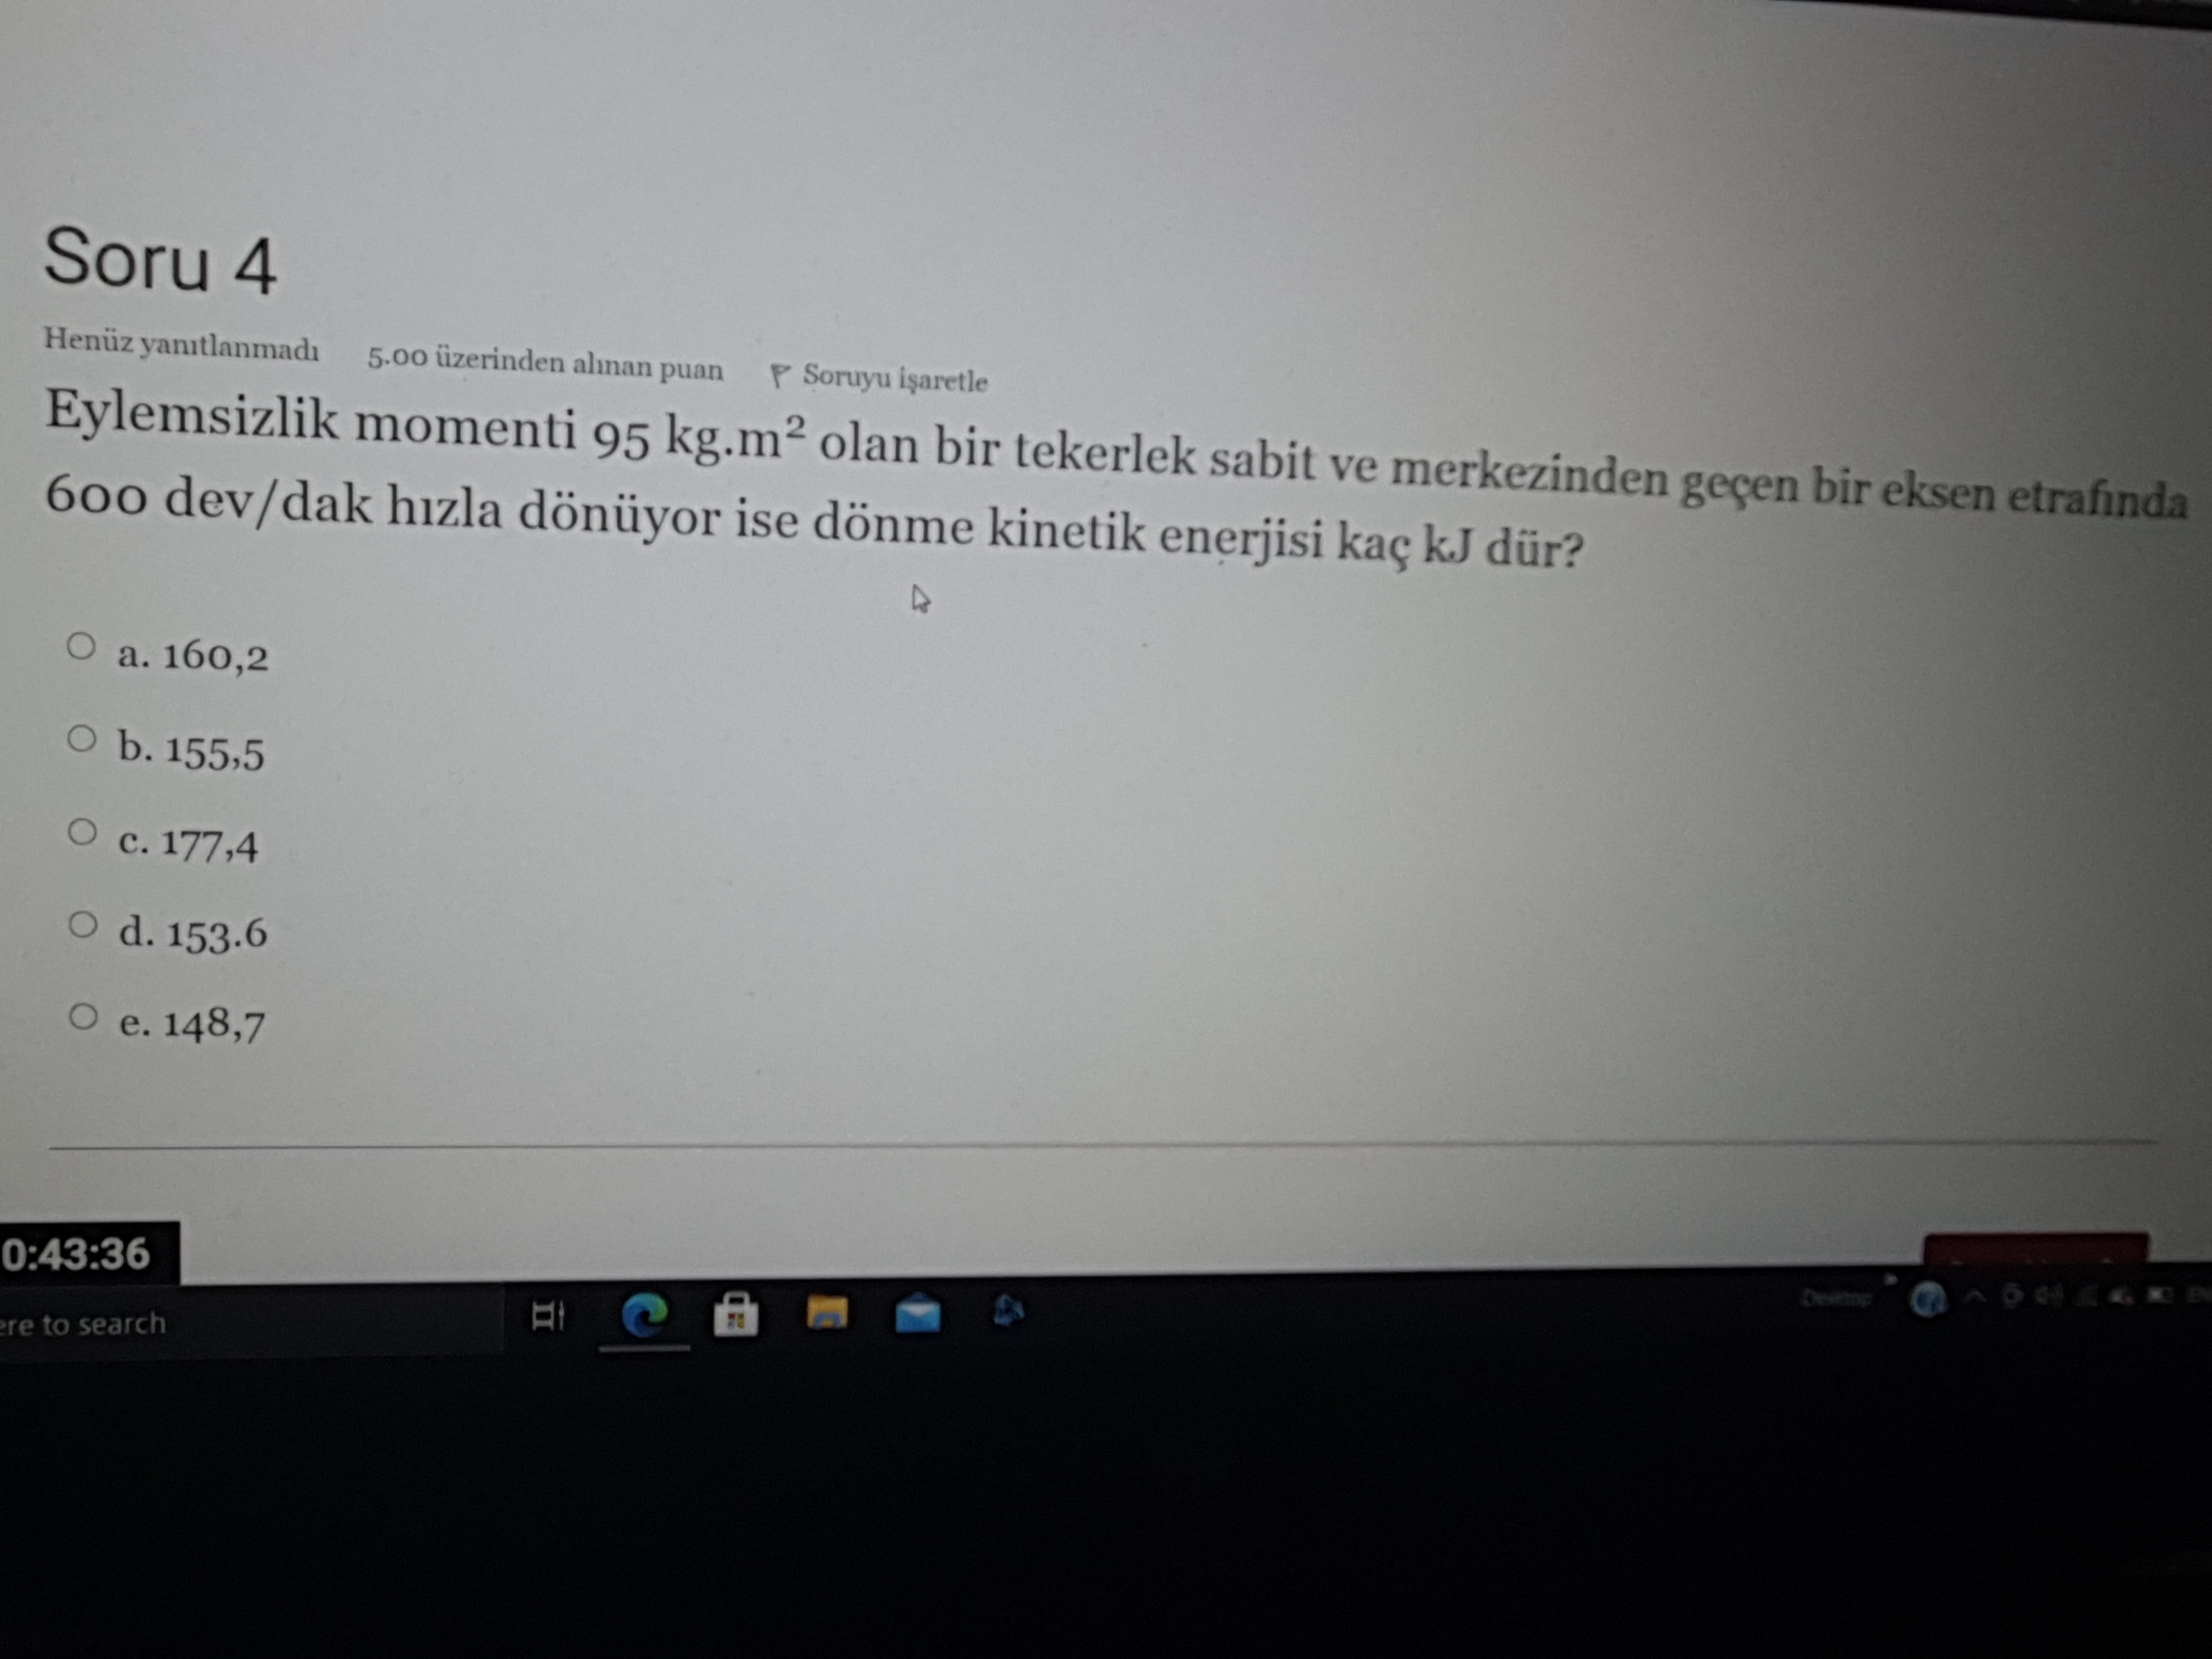 Soru 4
Henüz yanıtlanmadı 5.00 üzerinden alınan puan Soruyu işaretle
Eylemsizlik momenti 95 kg.m² olan bir tekerlek sabit ve merkezinden geçen bir eksen etrafında
600 dev/dak hızla dönüyor ise dönme kinetik enerjisi kaç kJ dür?
a. 160,2
b. 155,5
c. 177,4
d. 153.6
e. 148,7
0:43:36
ere to search
Desktop